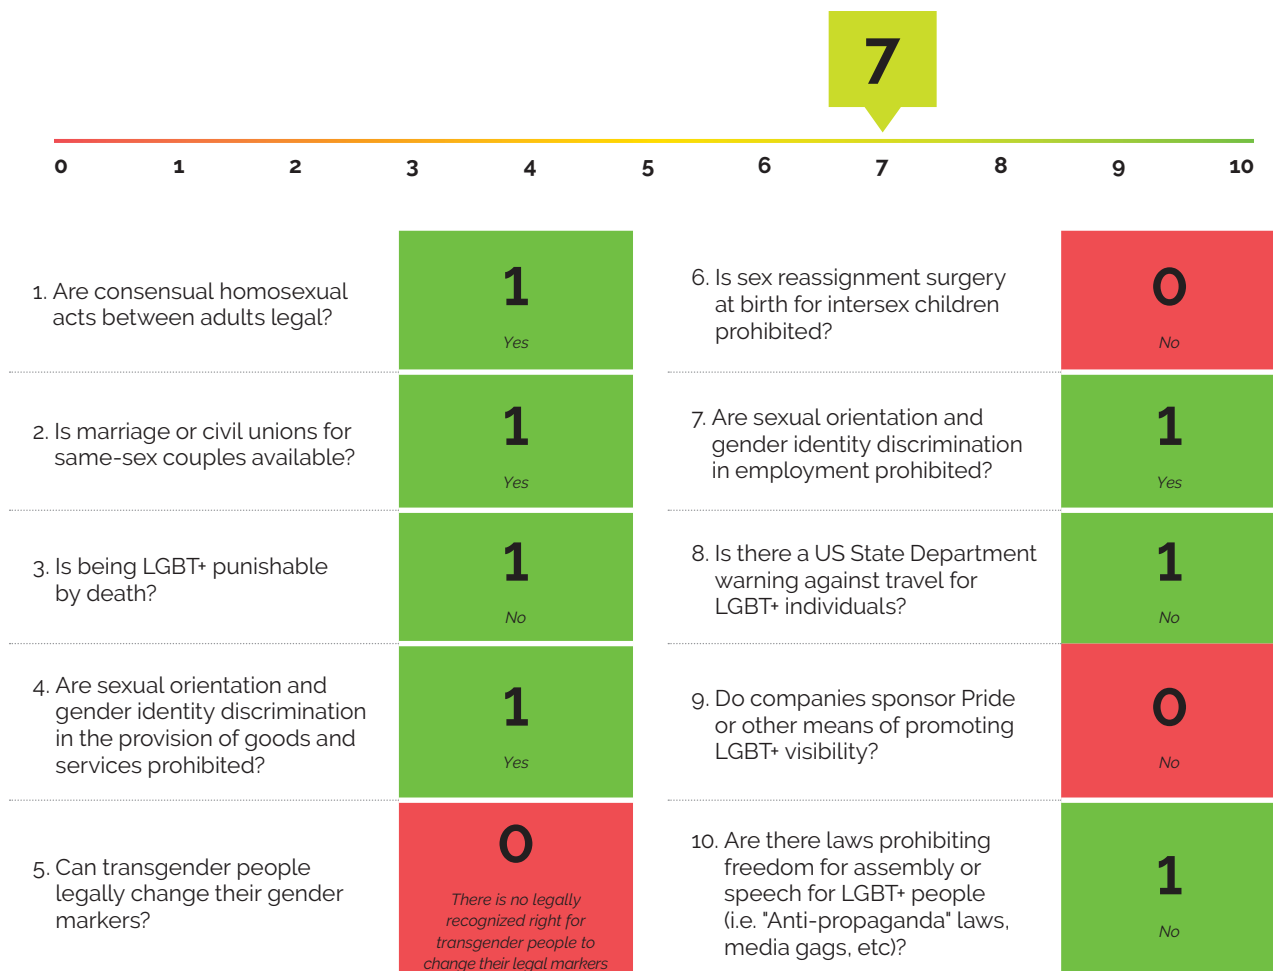 7
0 1 2 3 4 5 6 7 8 9 10
1. Are consensual homosexual
acts between adults legal?
1
Yes
2. Is marriage or civil unions for
same-sex couples available?
1
Yes
3. Is being LGBT+ punishable
by death?
1
No
4. Are sexual orientation and
gender identity discrimination
in the provision of goods and
services prohibited?
1
Yes
5. Can transgender people
legally change their gender
markers?
0
There is no legally
recognized right for
transgender people to
change their legal markers
6. Is sex reassignment surgery
at birth for intersex children
prohibited?
0
No
7. Are sexual orientation and
gender identity discrimination
in employment prohibited?
1
Yes
8. Is there a US State Department
warning against travel for
LGBT+ individuals?
1
No
9. Do companies sponsor Pride
or other means of promoting
LGBT+ visibility?
0
No
10. Are there laws prohibiting
freedom for assembly or
speech for LGBT+ people
(i.e. "Anti-propaganda" laws,
media gags, etc)?
1
No